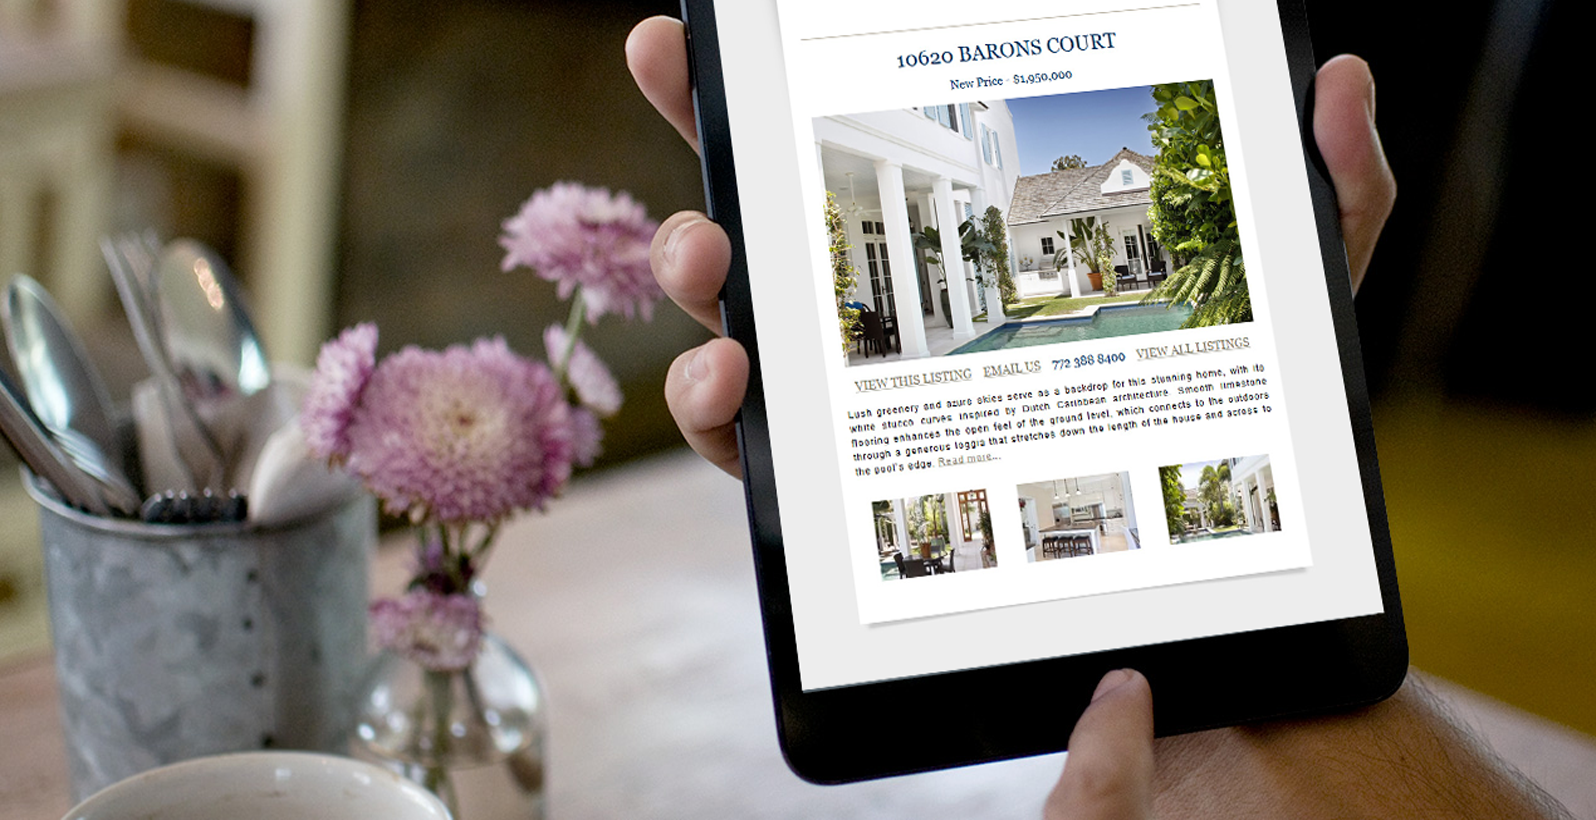 10620 BARONS COURT
New Price - $1,950,000
VIEW THIS LISTING EMAIL US 772 388 8400 VIEW ALL LISTINGS
Lush greenery and azure skies serve as a backdrop for this stunning home, with its
white stucco curves inspired by Dutch Caribbean architecture. Smooth limestone
flooring enhances the open feel of the ground level, which connects to the outdoors
through a generous loggia that stretches down the length of the house and across to
the pool's edge. Read more...